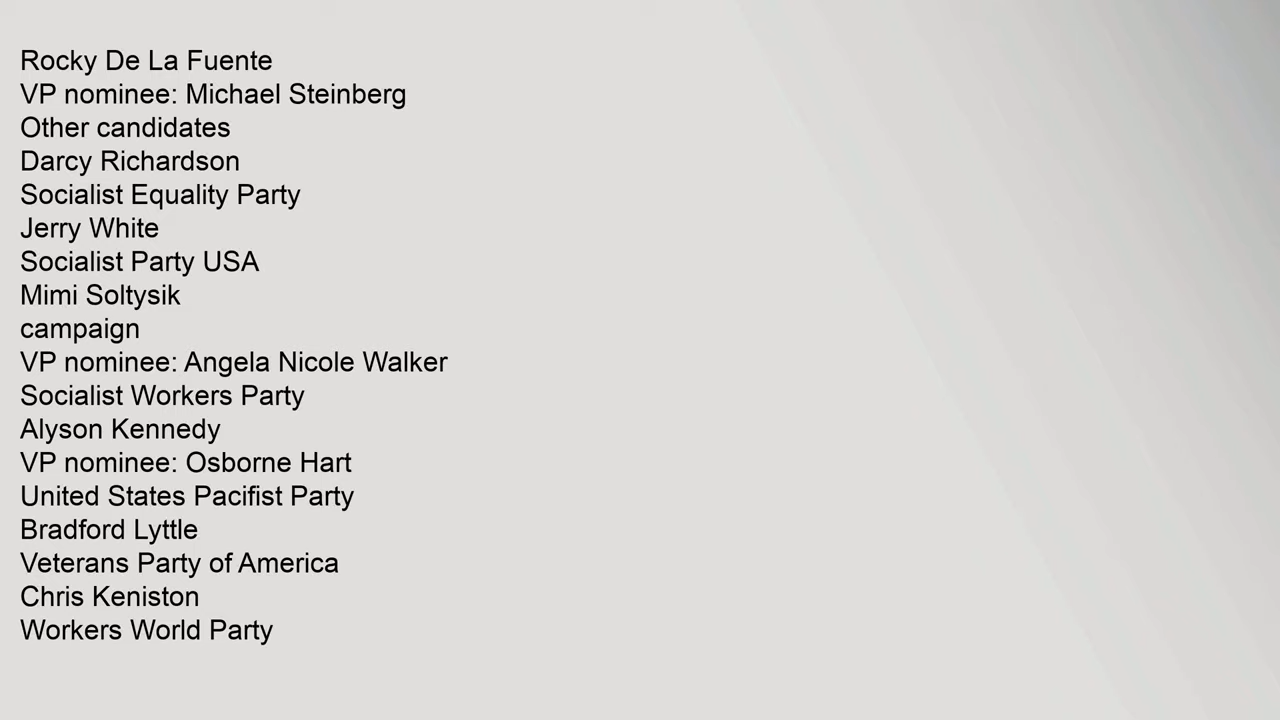 Rocky De La Fuente
VP nominee: Michael Steinberg
Other candidates
Darcy Richardson
Socialist Equality Party
Jerry White
Socialist Party USA
Mimi Soltysik
campaign
VP nominee: Angela Nicole Walker
Socialist Workers Party
Alyson Kennedy
VP nominee: Osborne Hart
United States Pacifist Party
Bradford Lyttle
Veterans Party of America
Chris Keniston
Workers World Party